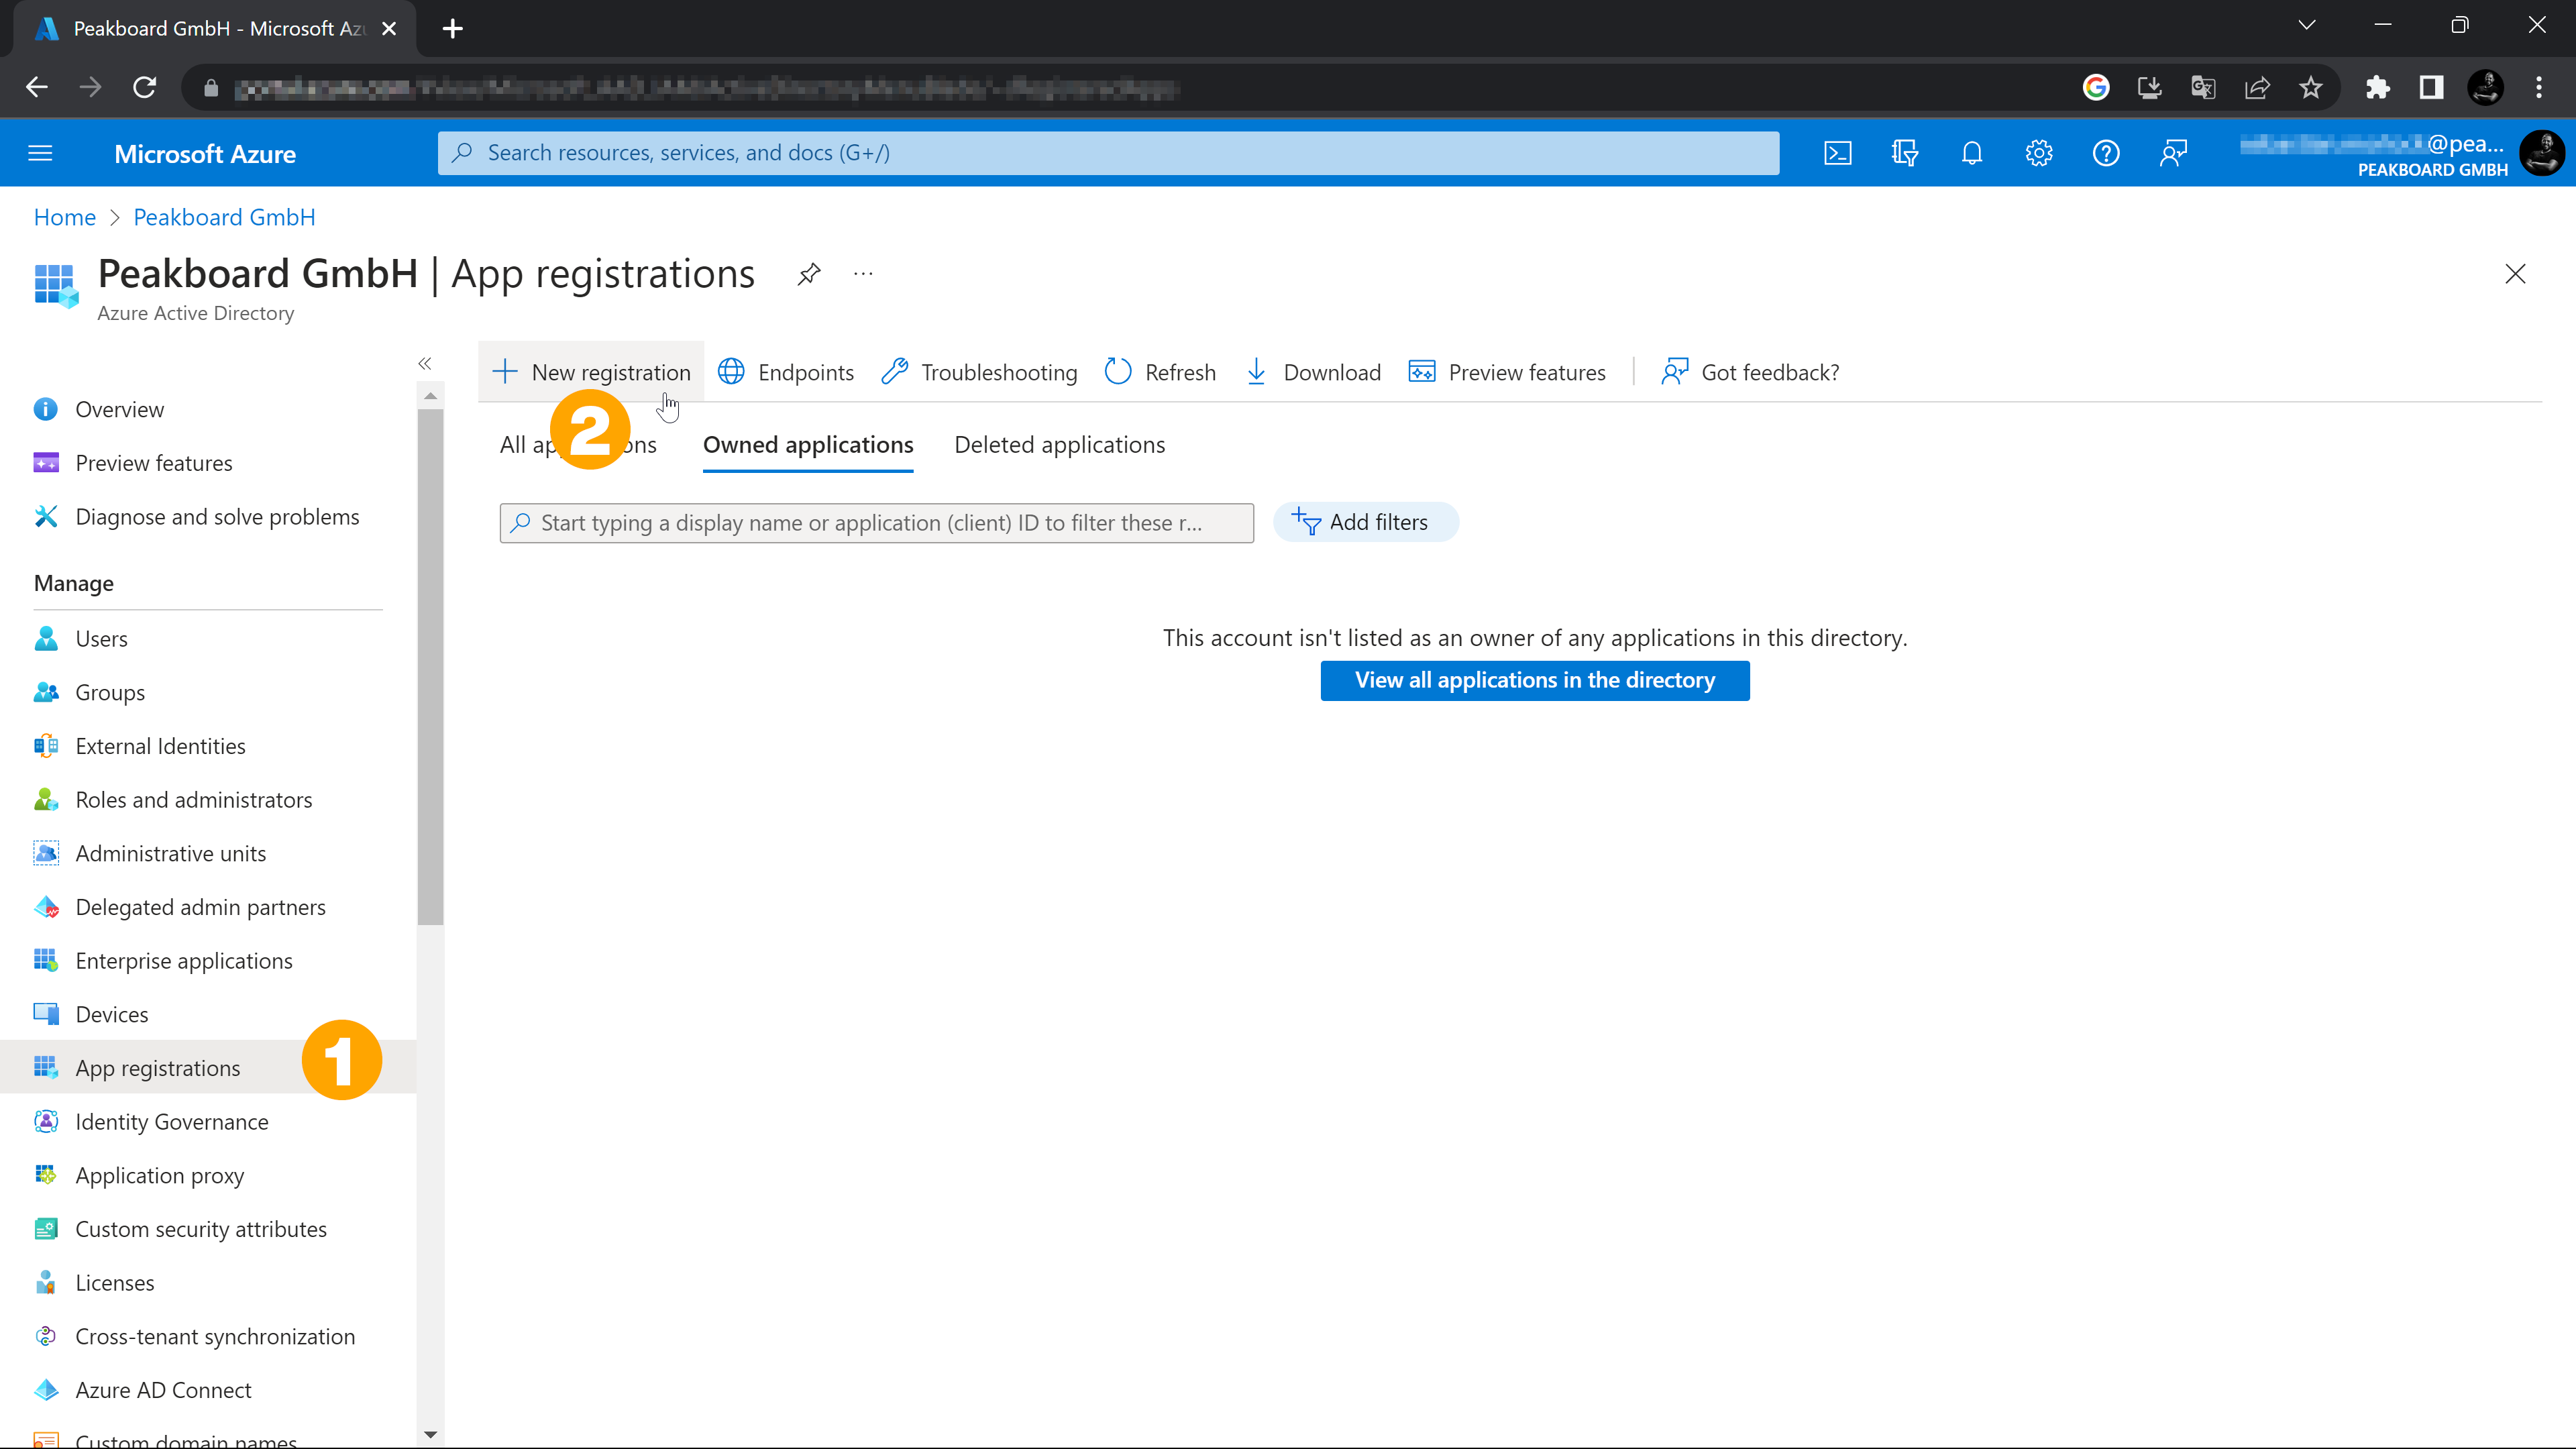 Peakboard GmbH - Microsoft Az
Microsoft Azure
Search resources, services, and docs (G+/)
@pea...
PEAKBOARD GMBH
Home > Peakboard GmbH
Peakboard GmbH | App registrations
...
Azure Active Directory
«
New registration
Endpoints
Troubleshooting
Refresh
Download
Preview features
Got feedback?
2
All
Owned applications
Deleted applications
Start typing a display name or application (client) ID to filter these r...
Add filters
This account isn't listed as an owner of any applications in this directory.
View all applications in the directory
Overview
Preview features
Diagnose and solve problems
Manage
Users
Groups
External Identities
Roles and administrators
Administrative units
Delegated admin partners
Enterprise applications
Devices
App registrations
1
Identity Governance
Application proxy
Custom security attributes
Licenses
Cross-tenant synchronization
Azure AD Connect
Custom domain names